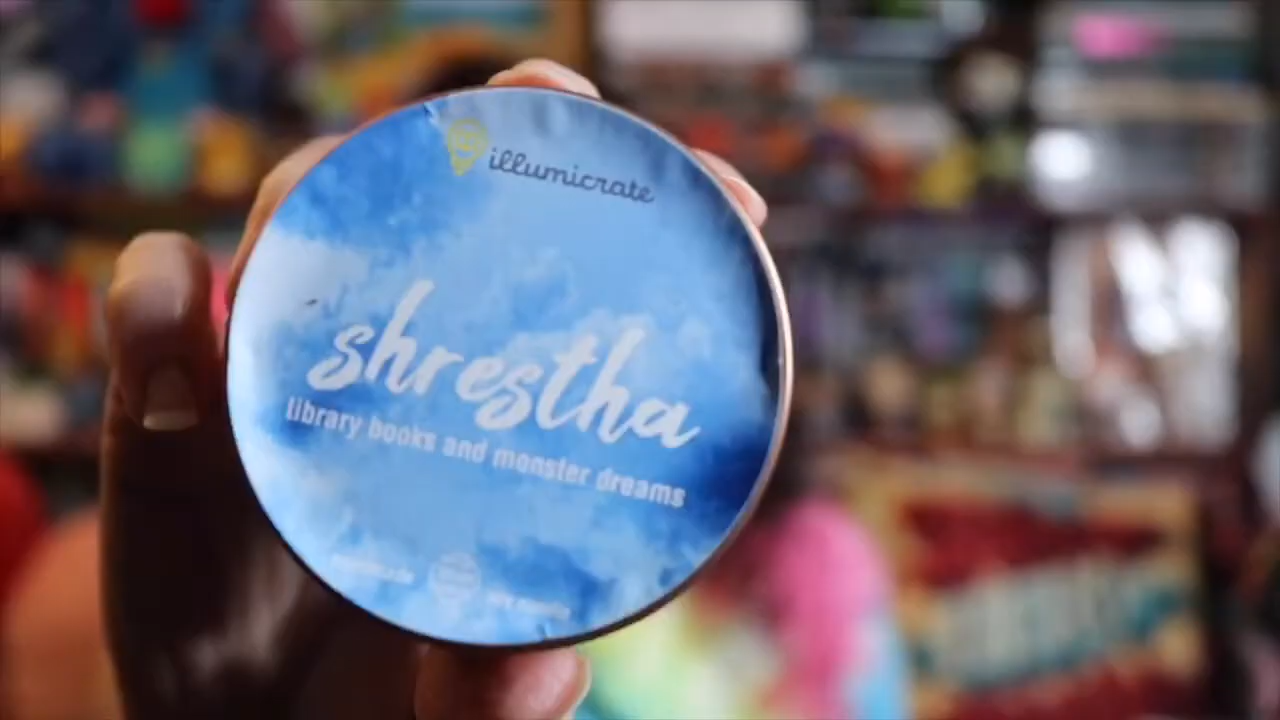 illumicrate
shrestha
library books and monster dreams